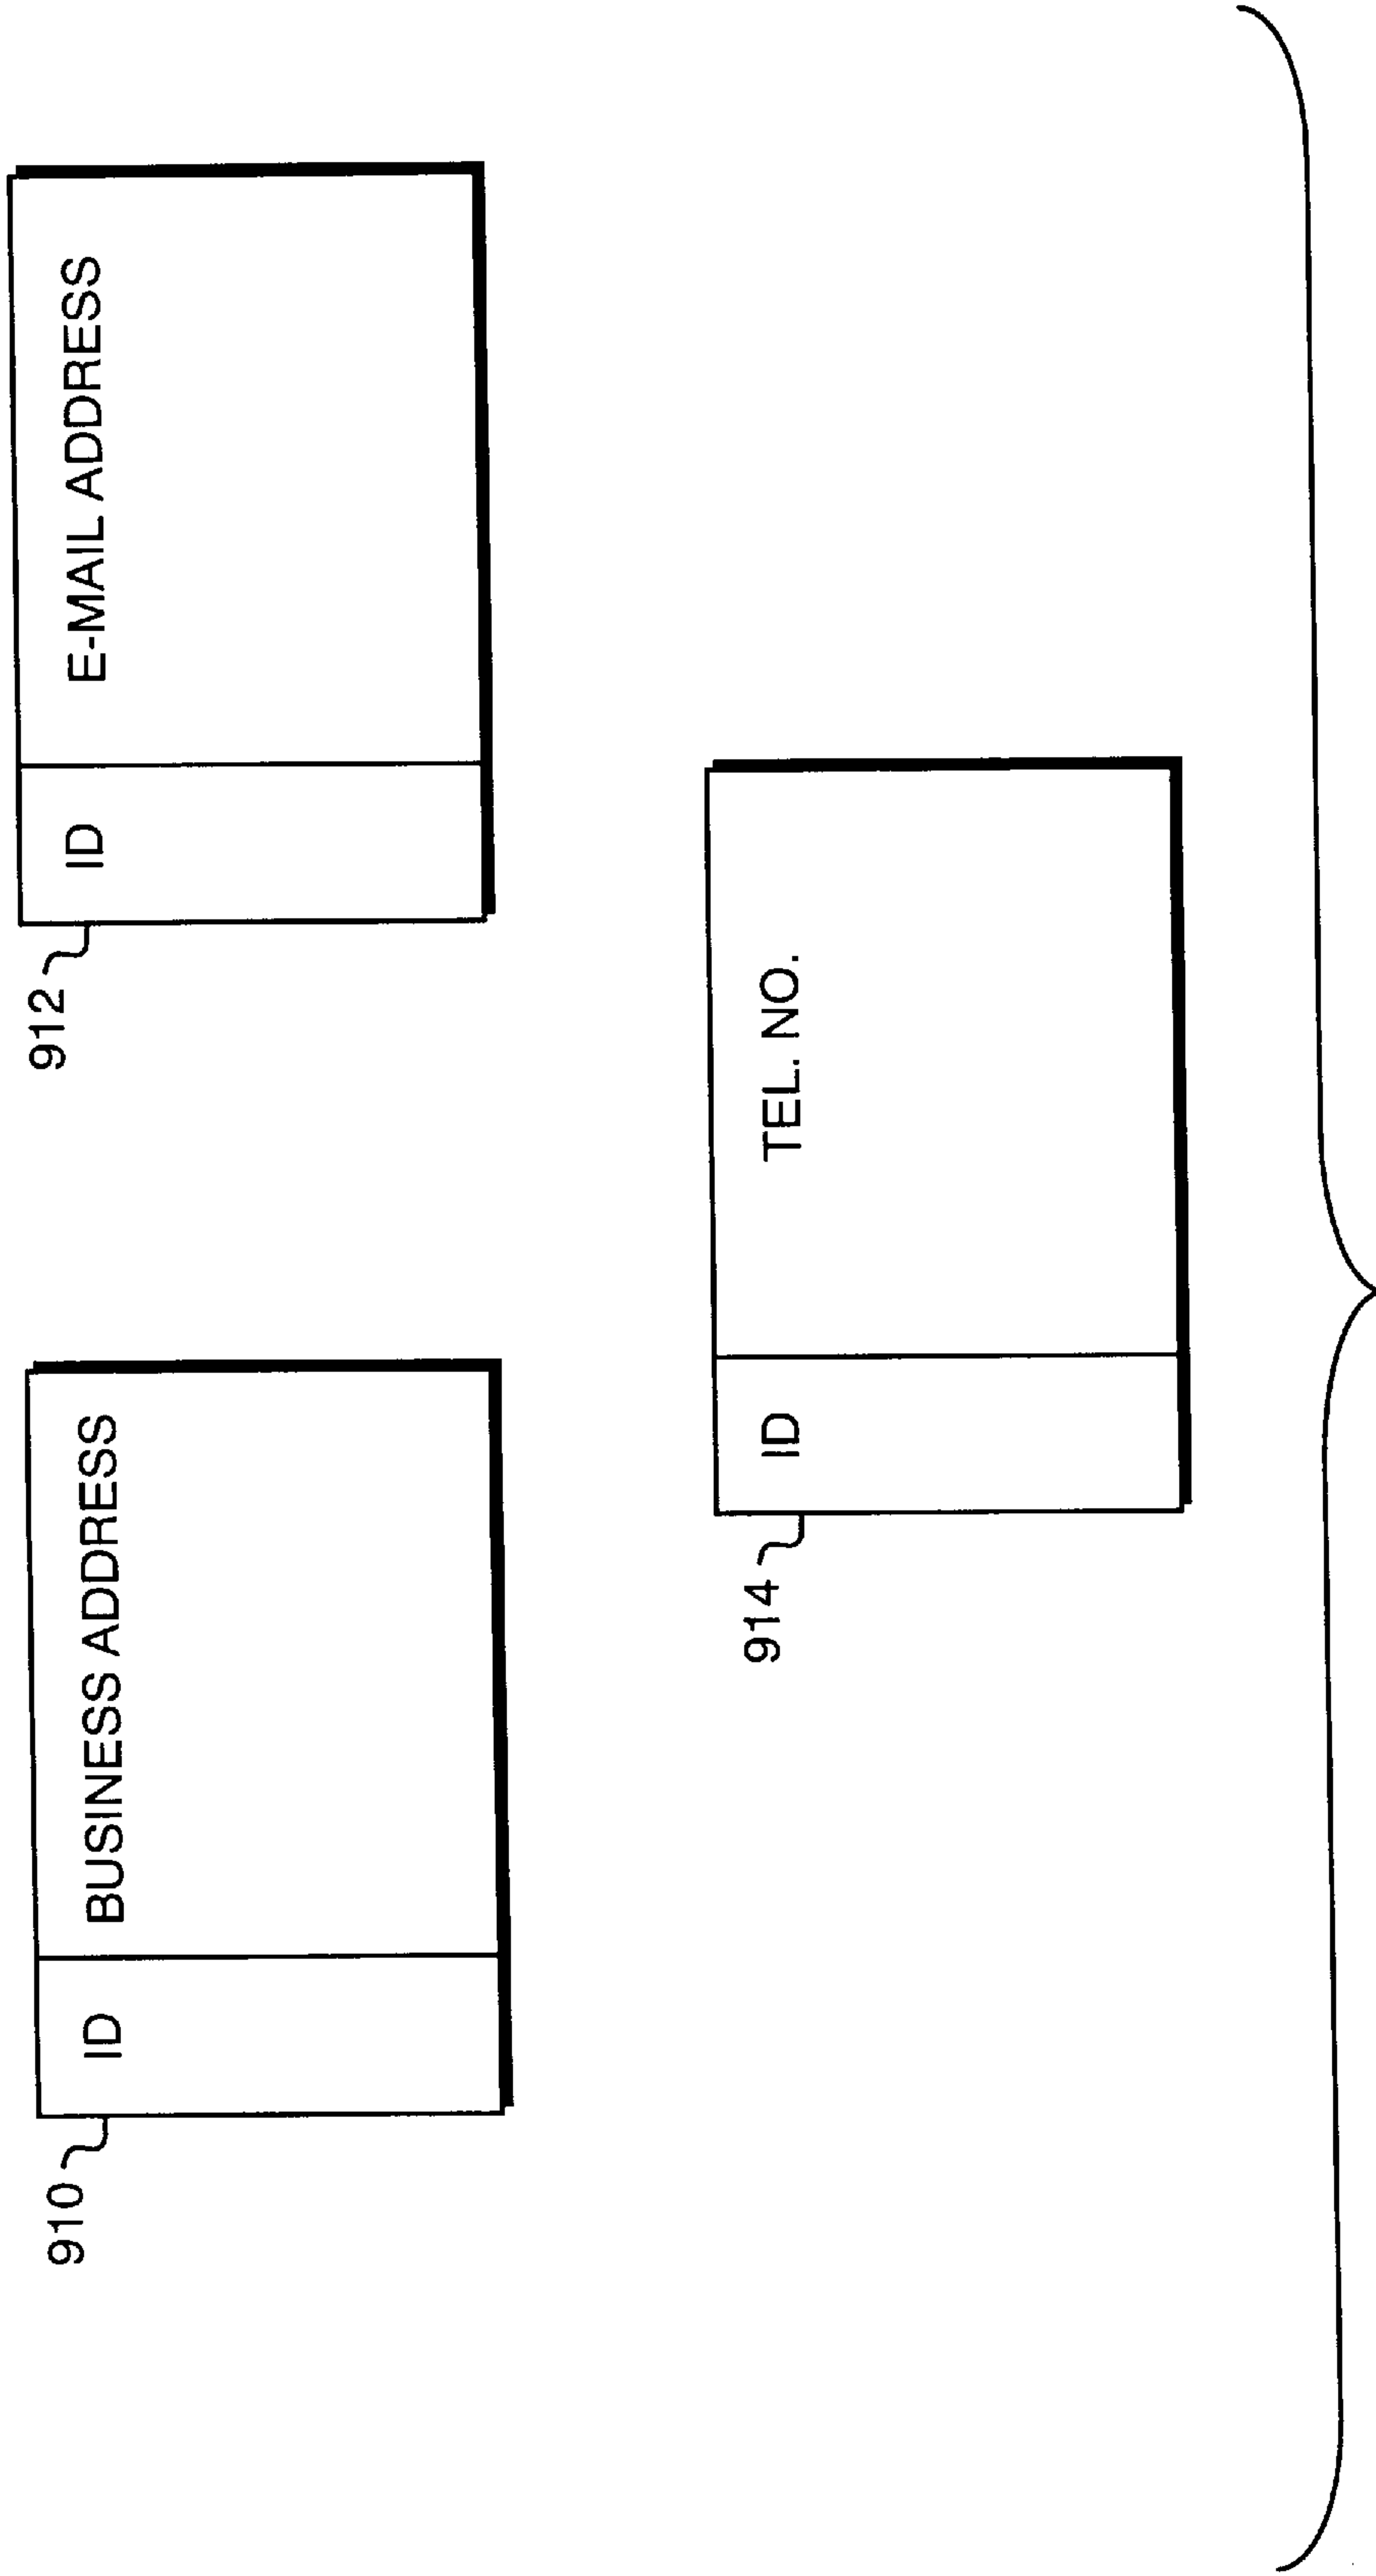 910
ID BUSINESS ADDRESS
912
ID E-MAIL ADDRESS
914
ID TEL. NO.